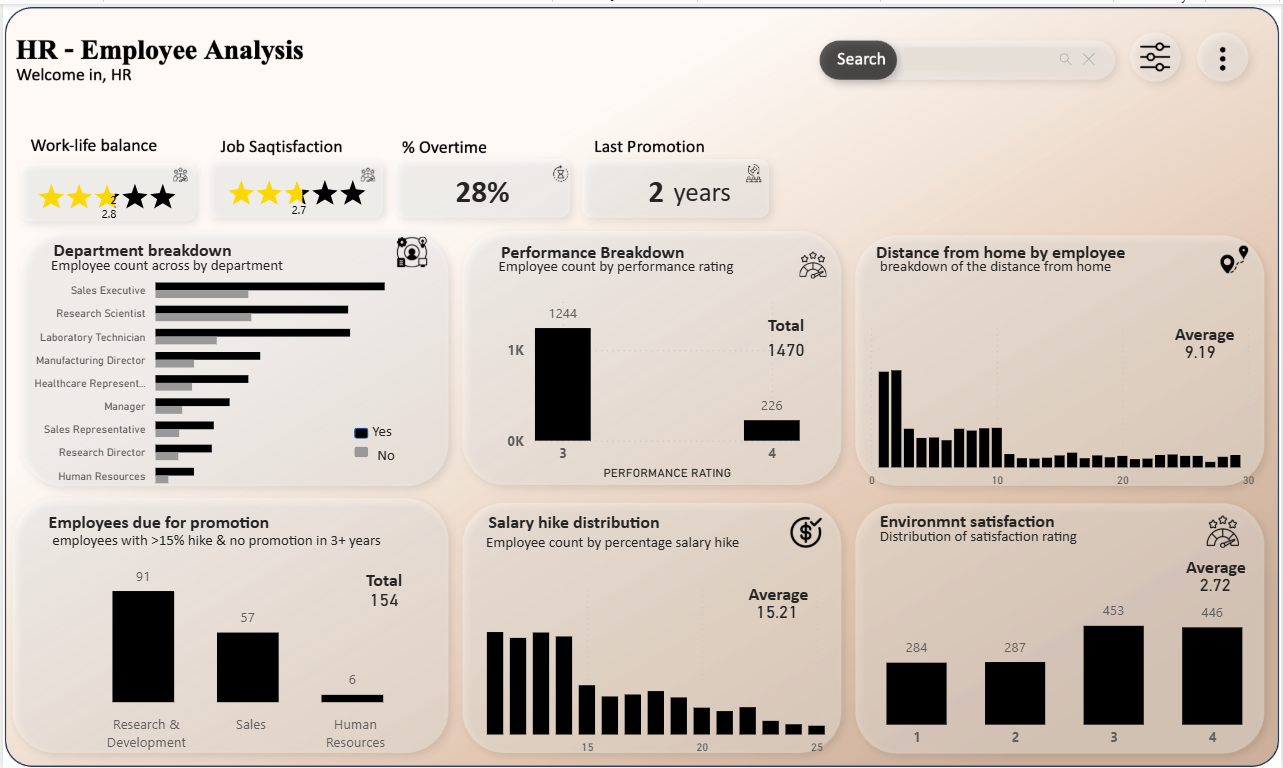 HR - Employee Analysis
Welcome in, HR
Search
Work-life balance
Job Saqtisfaction
% Overtime
Last Promotion
2.8
2.7
28%
2 years
Department breakdown
Employee count across by department
Sales Executive
Research Scientist
Laboratory Technician
Manufacturing Director
Healthcare Represent...
Manager
Sales Representative
Research Director
Human Resources
Yes
No
Performance Breakdown
Employee count by performance rating
1244
Total
1470
1K
226
0K
3 4
PERFORMANCE RATING
Distance from home by employee
breakdown of the distance from home
Average
9.19
0 10 20 30
Employees due for promotion
employees with >15% hike & no promotion in 3+ years
91
Total
154
57
6
Research & Development
Sales
Human Resources
Salary hike distribution
Employee count by percentage salary hike
Average
15.21
15 20 25
Environmnt satisfaction
Distribution of satisfaction rating
Average
2.72
284 287 453 446
1 2 3 4